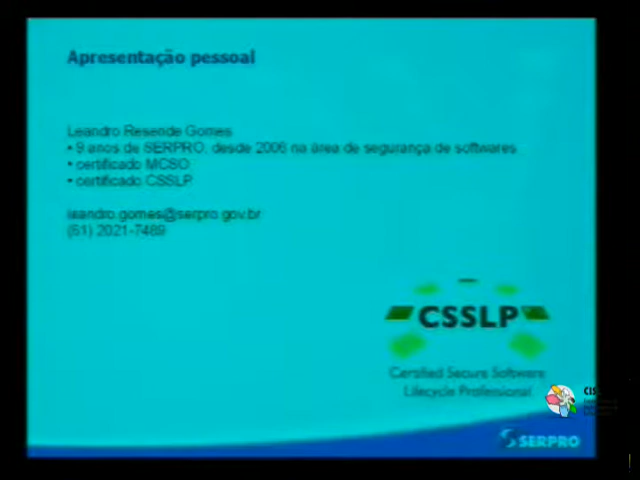 Apresentação pessoal
Leandro Resende Gomes
• 9 anos de SERPRO, desde 2006 na área de segurança de softwares
• certificado MCSO
• certificado CSSLP
leandro.gomes@serpro.gov.br
(61) 2021-7489
CSSLP
Certified Secure Software
Lifecycle Professional
SERPRO